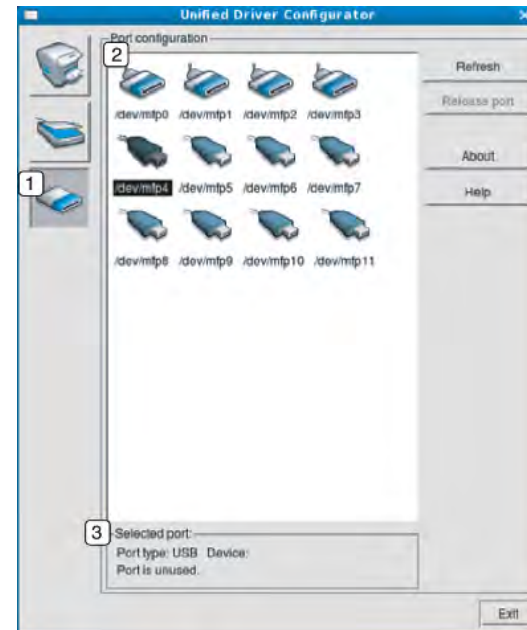 Unified Driver Configurator
Port configuration
2
Refresh
/dev/mfp0 /dev/mfp1 /dev/mfp2 /dev/mfp3
Release port
About
1
/dev/mfp4 /dev/mfp5 /dev/mfp6 /dev/mfp7
Help
/dev/mfp8 /dev/mfp9 /dev/mfp10 /dev/mfp11
3
Selected port:
Port type: USB Device:
Port is unused.
Exit